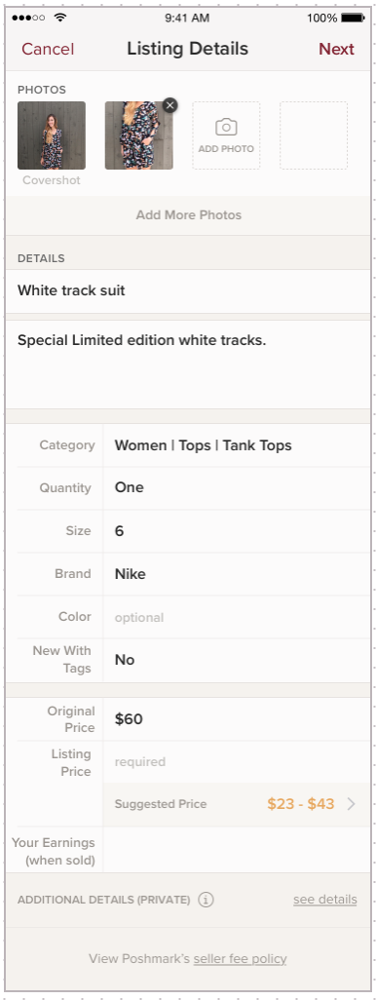 9:41 AM 100%
Cancel Listing Details Next
PHOTOS
ADD PHOTO
Covershot
Add More Photos
DETAILS
White track suit
Special Limited edition white tracks.
Category Women | Tops | Tank Tops
Quantity One
Size 6
Brand Nike
Color optional
New With
Tags No
Original
Price $60
Listing
Price required
Suggested Price $23 - $43
Your Earnings
(when sold)
ADDITIONAL DETAILS (PRIVATE) see details
View Poshmark's seller fee policy